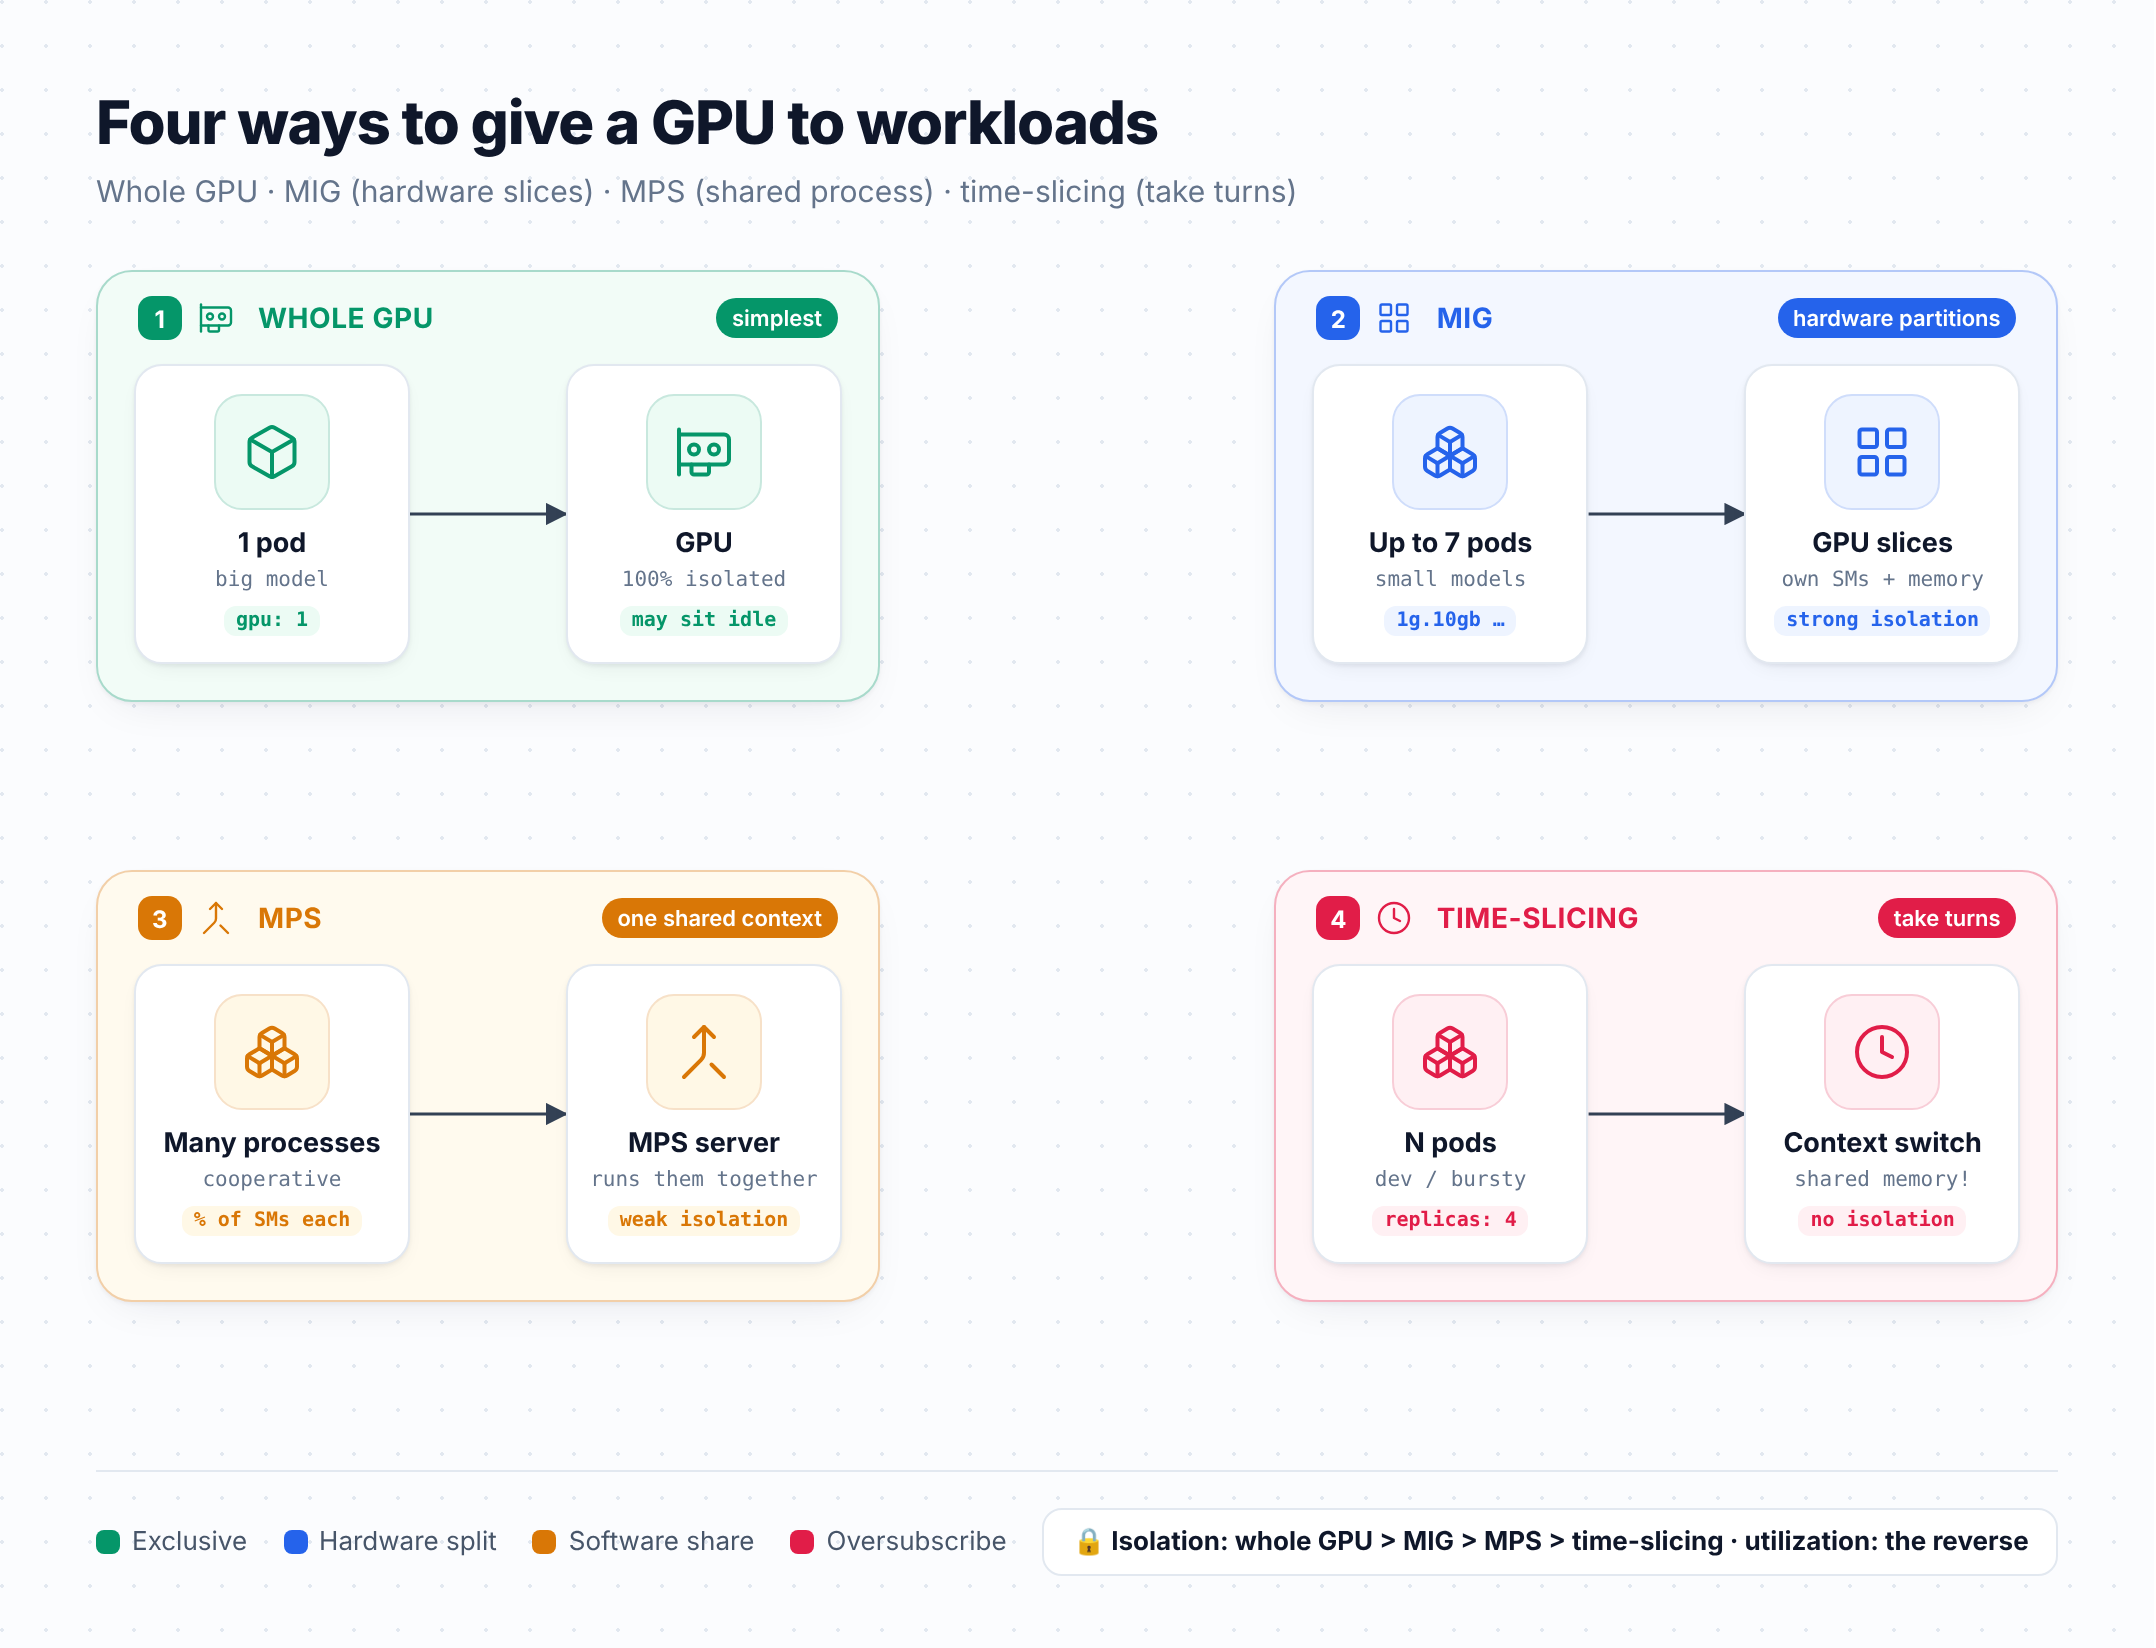 Four ways to give a GPU to workloads
Whole GPU · MIG (hardware slices) · MPS (shared process) · time-slicing (take turns)
1 WHOLE GPU simplest
1 pod
big model
gpu: 1
GPU
100% isolated
may sit idle
2 MIG hardware partitions
Up to 7 pods
small models
1g.10gb …
GPU slices
own SMs + memory
strong isolation
3 MPS one shared context
Many processes
cooperative
% of SMs each
MPS server
runs them together
weak isolation
4 TIME-SLICING take turns
N pods
dev / bursty
replicas: 4
Context switch
shared memory!
no isolation
Exclusive Hardware split Software share Oversubscribe
🔒 Isolation: whole GPU > MIG > MPS > time-slicing · utilization: the reverse